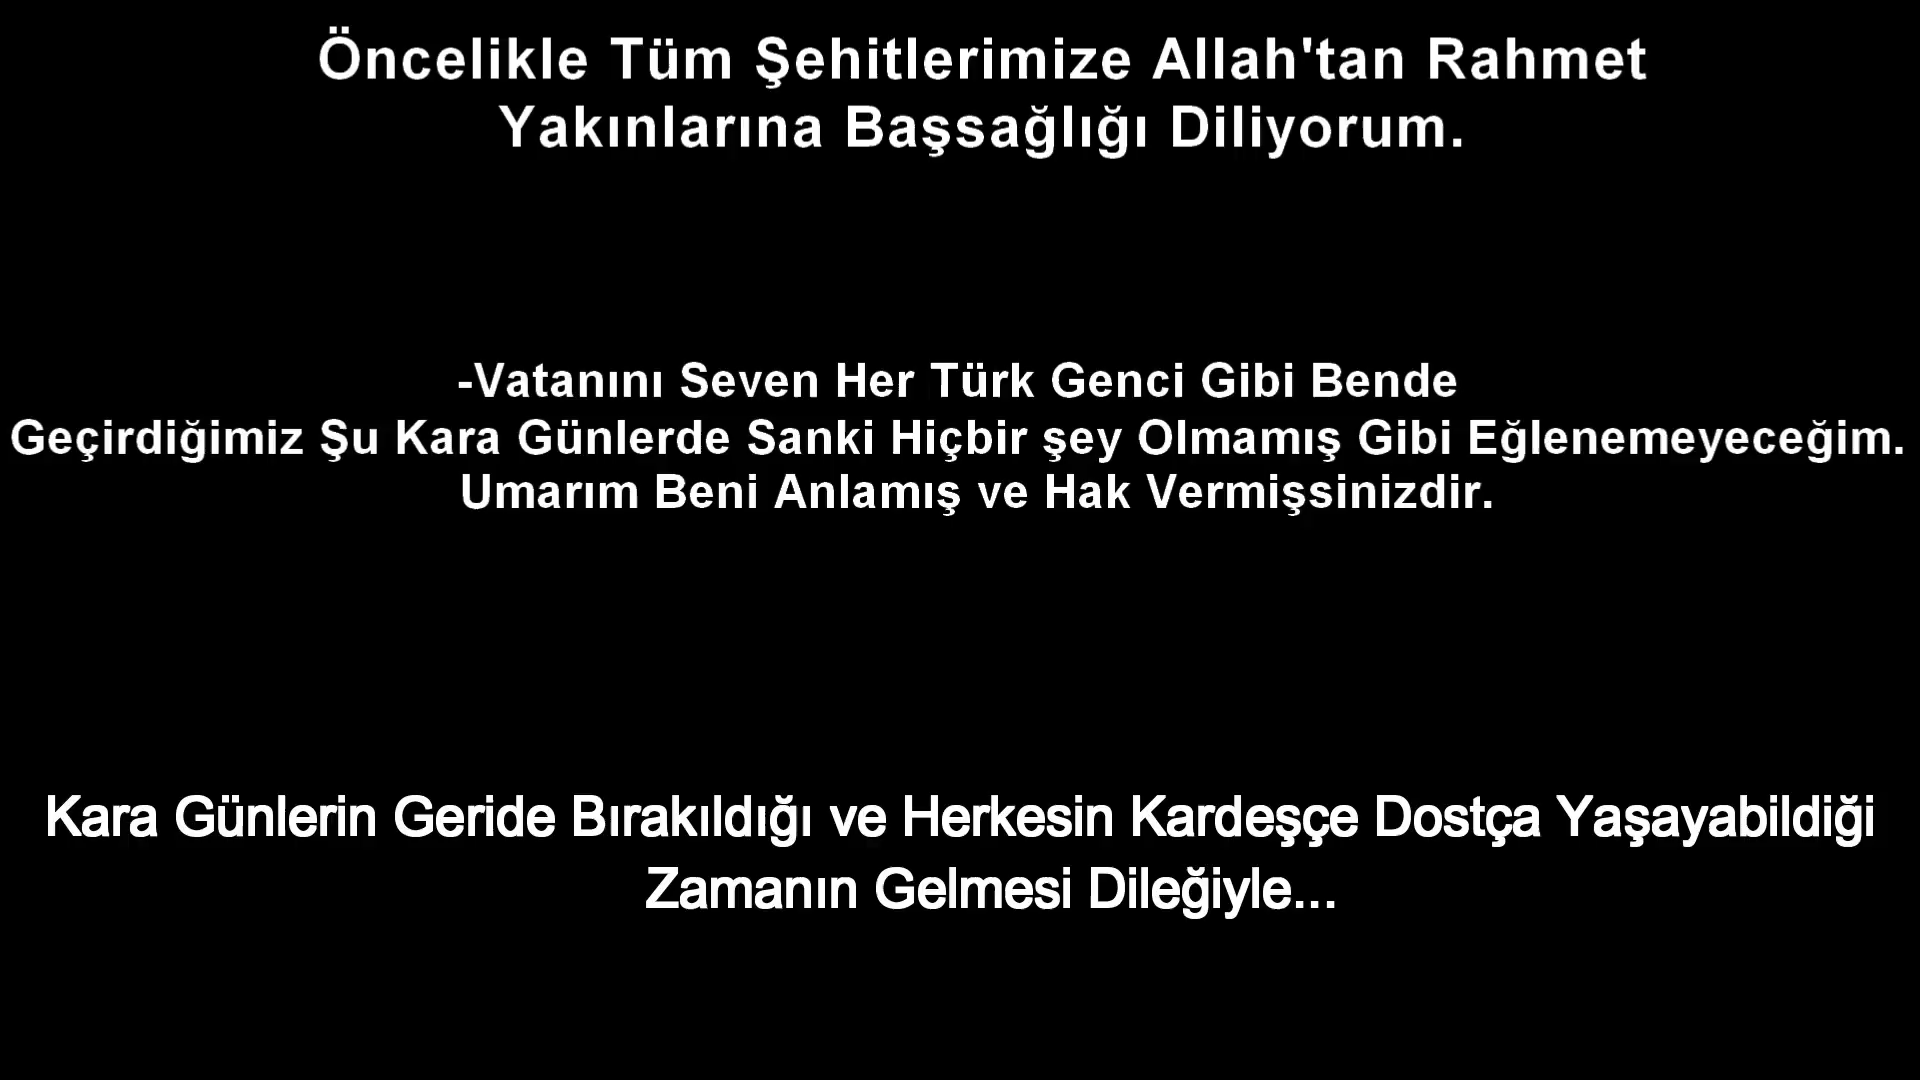 Öncelikle Tüm Şehitlerimize Allah'tan Rahmet
Yakınlarına Başsağlığı Diliyorum.
-Vatanını Seven Her Türk Genci Gibi Bende
Geçirdiğimiz Şu Kara Günlerde Sanki Hiçbir şey Olmamış Gibi Eğlenemeyeceğim.
Umarım Beni Anlamış ve Hak Vermişsinizdir.
Kara Günlerin Geride Bırakıldığı ve Herkesin Kardeşçe Dostça Yaşayabildiği
Zamanın Gelmesi Dileğiyle...